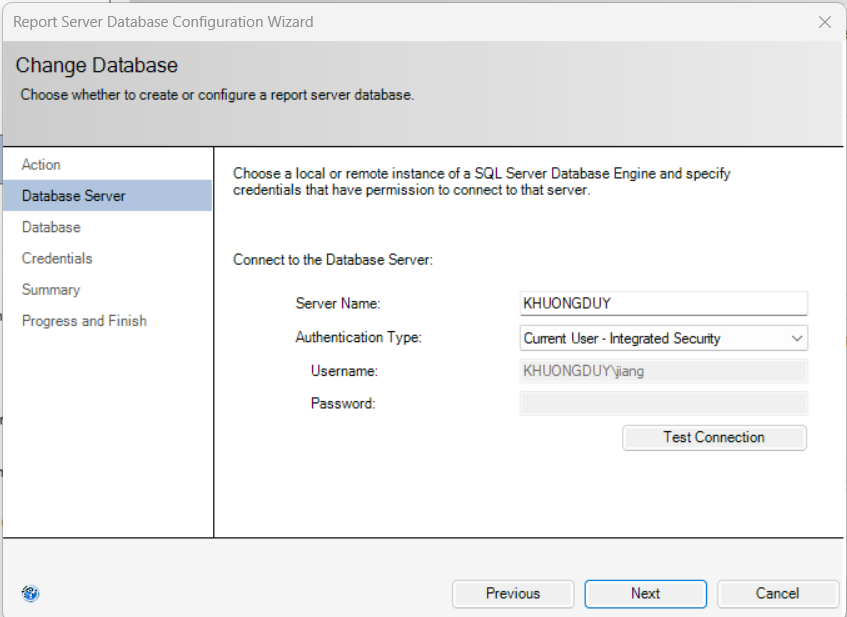 Report Server Database Configuration Wizard
Change Database
Choose whether to create or configure a report server database.
Action
Database Server
Database
Credentials
Summary
Progress and Finish
Choose a local or remote instance of a SQL Server Database Engine and specify
credentials that have permission to connect to that server.
Connect to the Database Server:
Server Name: KHUONGDUY
Authentication Type: Current User - Integrated Security
Username: KHUONGDUY\jiang
Password:
Test Connection
Previous Next Cancel